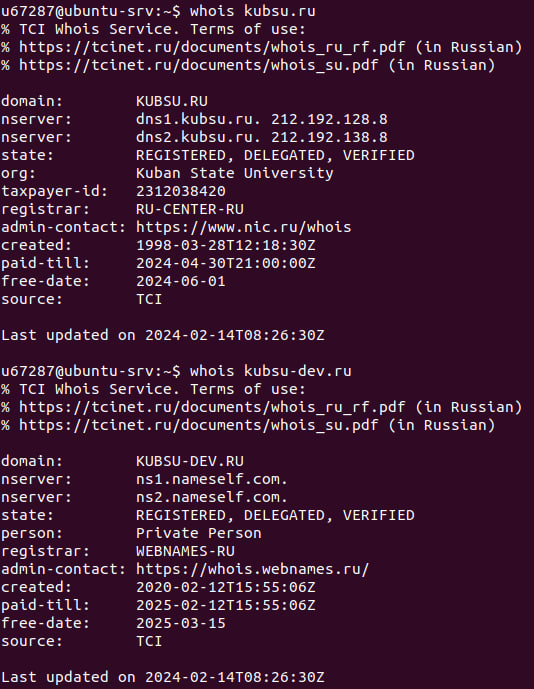 u67287@ubuntu-srv:~$ whois kubsu.ru
% TCI Whois Service. Terms of use:
% https://tcinet.ru/documents/whois_ru_rf.pdf (in Russian)
% https://tcinet.ru/documents/whois_su.pdf (in Russian)
domain: KUBSU.RU
nserver: dns1.kubsu.ru. 212.192.128.8
nserver: dns2.kubsu.ru. 212.192.138.8
state: REGISTERED, DELEGATED, VERIFIED
org: Kuban State University
taxpayer-id: 2312038420
registrar: RU-CENTER-RU
admin-contact: https://www.nic.ru/whois
created: 1998-03-28T12:18:30Z
paid-till: 2024-04-30T21:00:00Z
free-date: 2024-06-01
source: TCI
Last updated on 2024-02-14T08:26:30Z
u67287@ubuntu-srv:~$ whois kubsu-dev.ru
% TCI Whois Service. Terms of use:
% https://tcinet.ru/documents/whois_ru_rf.pdf (in Russian)
% https://tcinet.ru/documents/whois_su.pdf (in Russian)
domain: KUBSU-DEV.RU
nserver: ns1.nameself.com.
nserver: ns2.nameself.com.
state: REGISTERED, DELEGATED, VERIFIED
person: Private Person
registrar: WEBNAMES-RU
admin-contact: https://whois.webnames.ru/
created: 2020-02-12T15:55:06Z
paid-till: 2025-02-12T15:55:06Z
free-date: 2025-03-15
source: TCI
Last updated on 2024-02-14T08:26:30Z